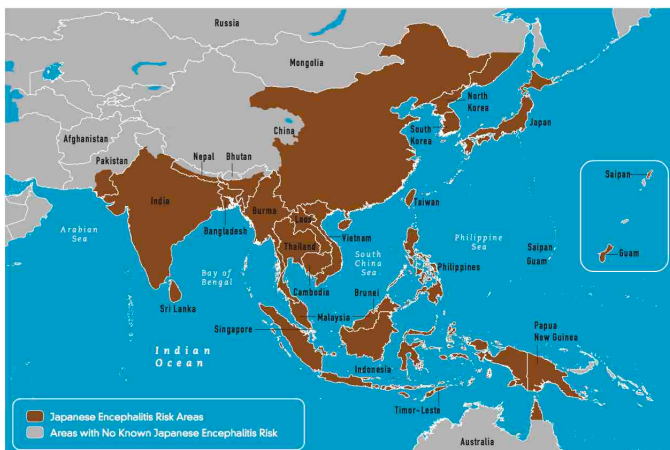 Russia
Mongolia
North
Korea
South
Korea
Japan
China
Afghanistan
Pakistan
Nepal
Bhutan
India
Bangladesh
Burma
Laos
Thailand
Vietnam
Taiwan
Saipan
Guam
Arabian
Sea
Bay of
Bengal
South
China
Sea
Philippine
Sea
Saipan
Guam
Philippines
Cambodia
Brunei
Sri Lanka
Malaysia
Singapore
Papua
New Guinea
Indian
Ocean
Indonesia
Timor-Leste
Australia
Japanese Encephalitis Risk Areas
Areas with No Known Japanese Encephalitis Risk